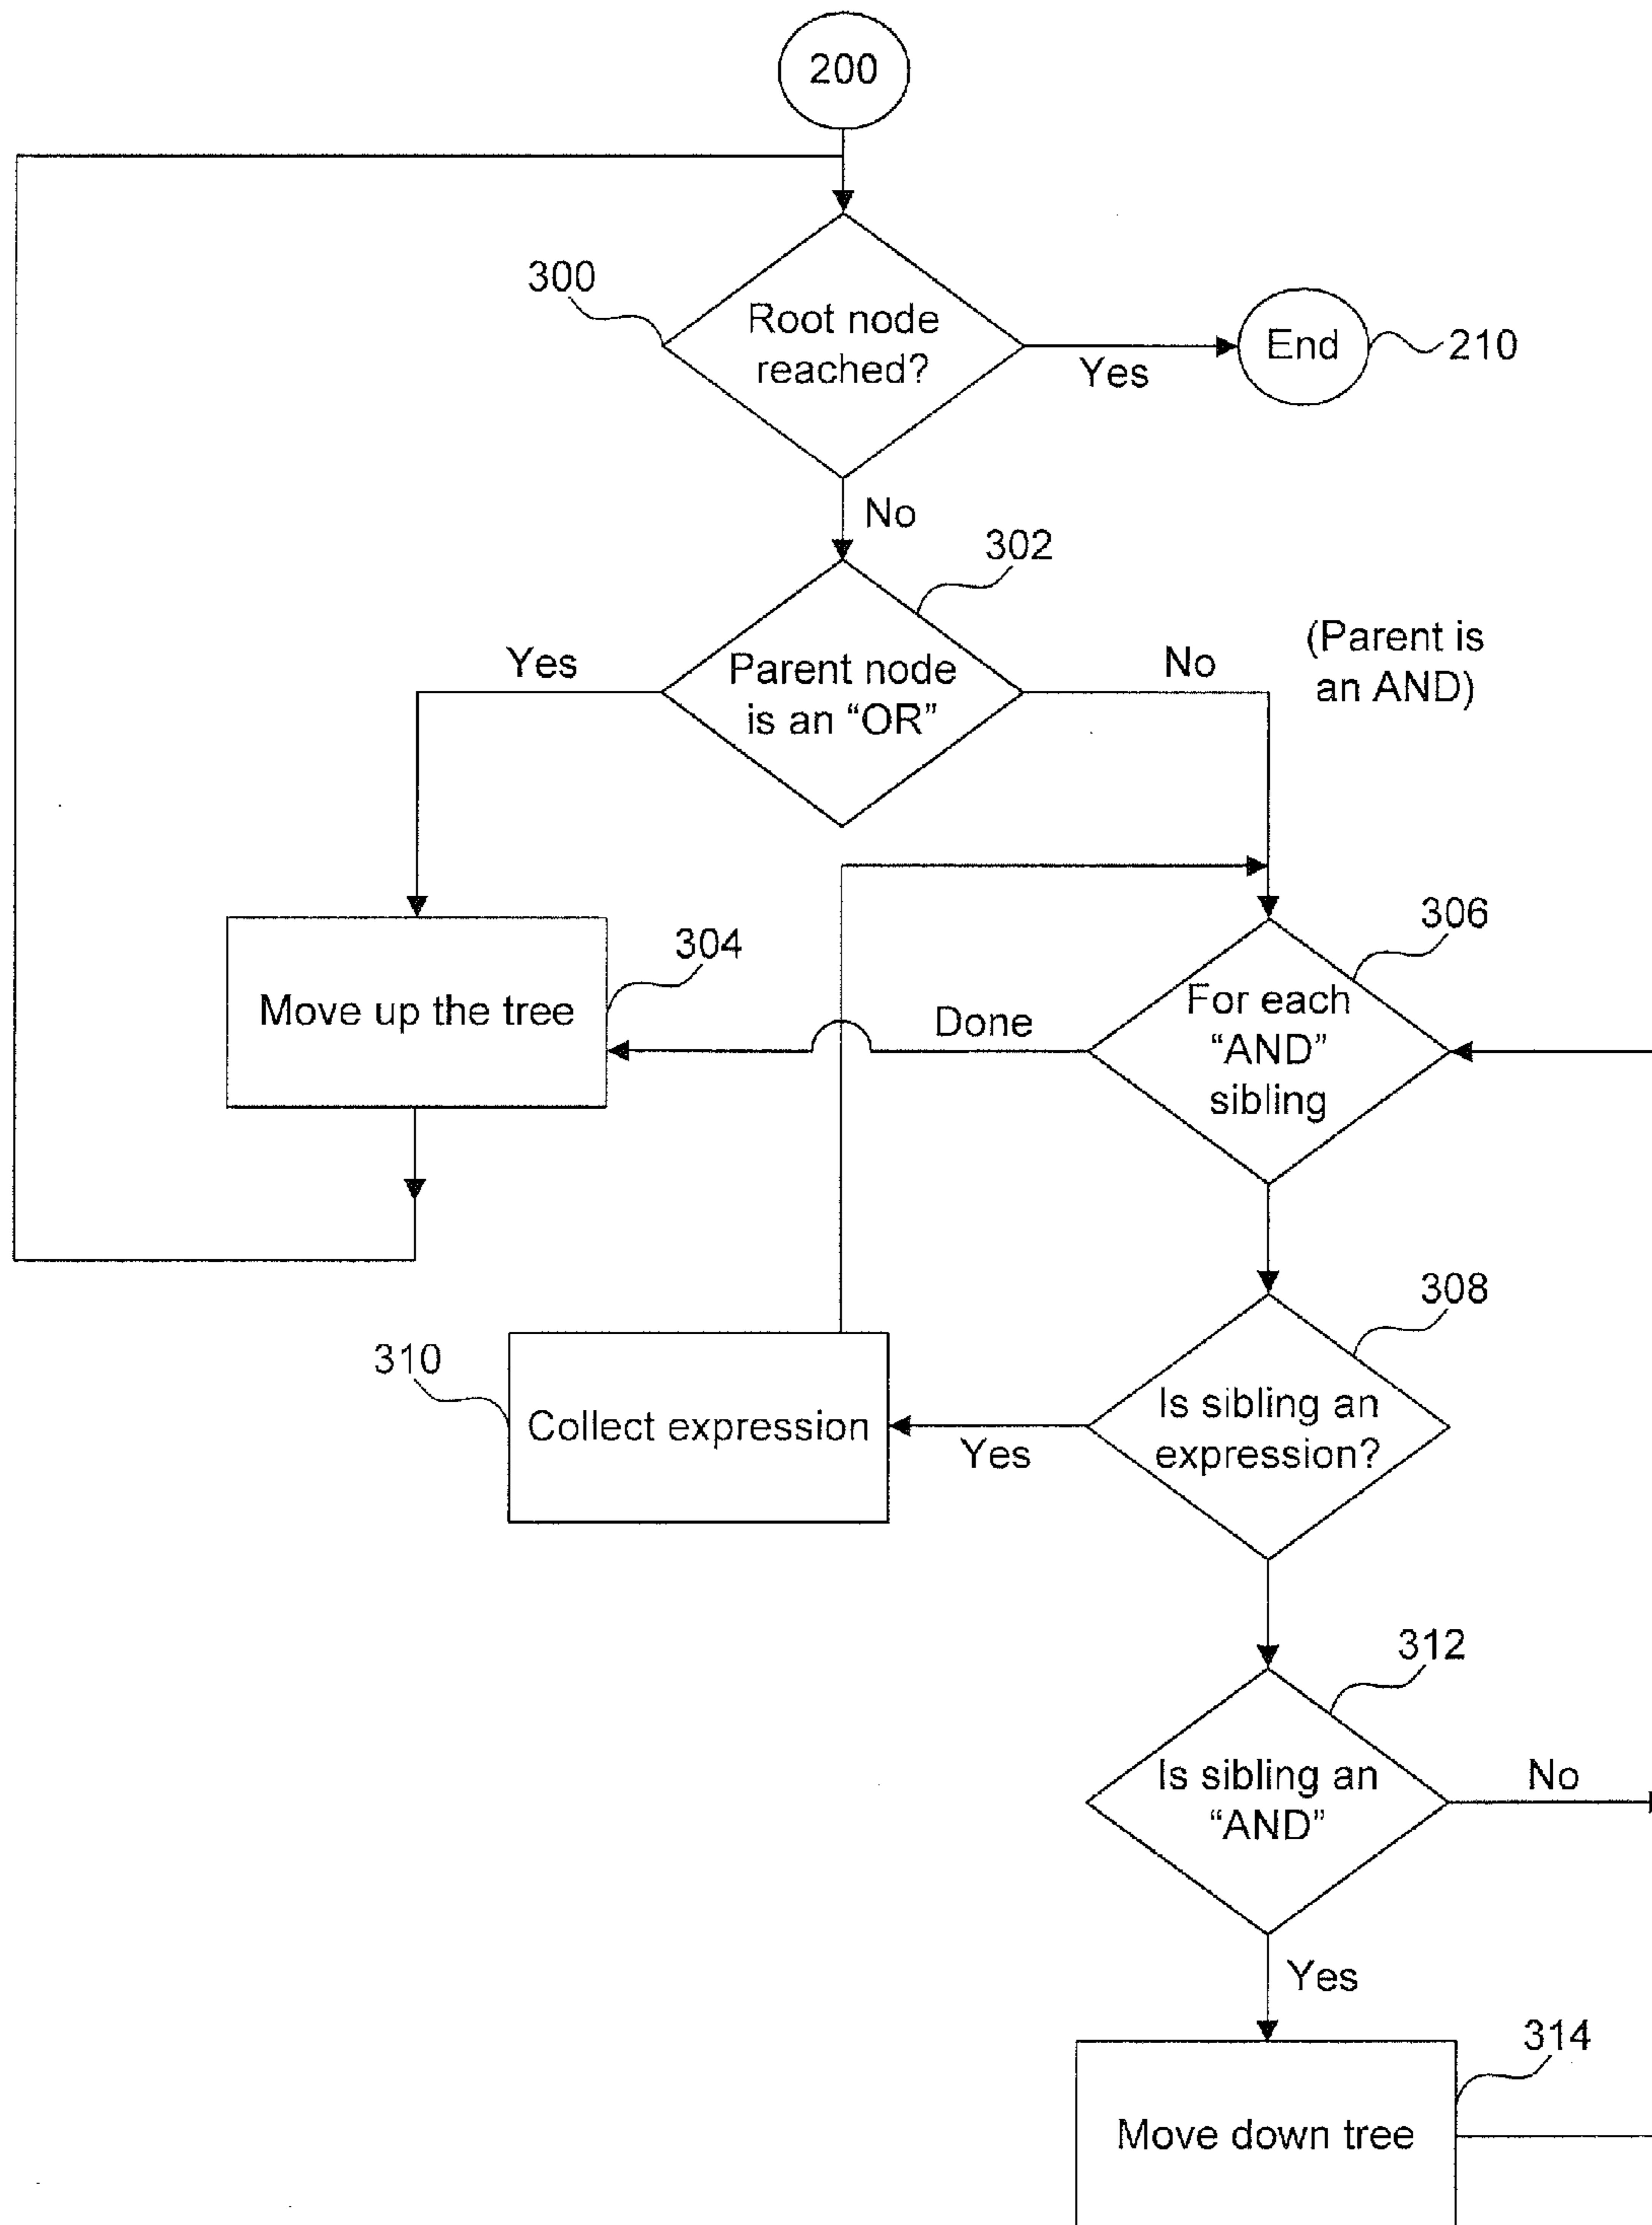 200
300
Root node
reached?
Yes
End
210
No
302
Parent node
is an “OR”
Yes
No
(Parent is
an AND)
304
Move up the tree
306
For each
“AND”
sibling
Done
308
Is sibling an
expression?
Yes
310
Collect expression
312
Is sibling an
“AND”
No
Yes
314
Move down tree